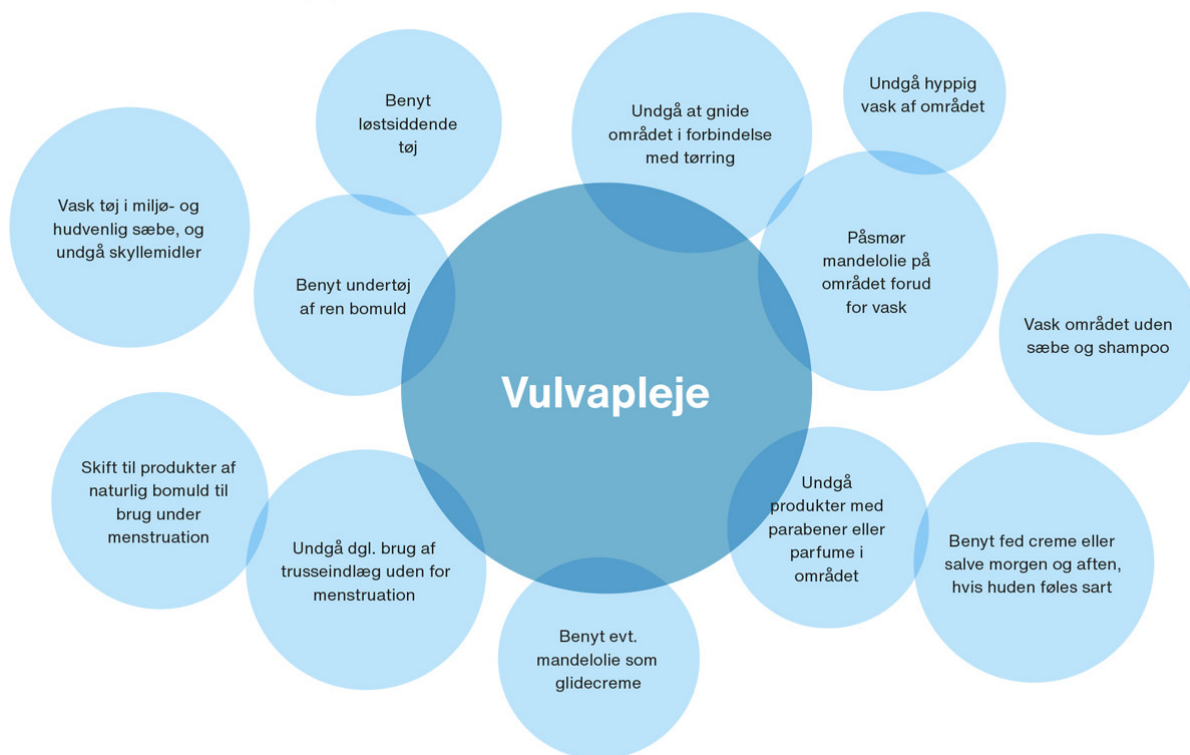 Benyt
løstsiddende
tøj
Undgå at gnide
området i forbindelse
med tørring
Undgå hyppig
vask af området
Vask tøj i miljø- og
hudvenlig sæbe, og
undgå skyllemidler
Benyt undertøj
af ren bomuld
Påsmør
mandelolie på
området forud
for vask
Vask området uden
sæbe og shampoo
Vulvapleje
Skift til produkter af
naturlig bomuld til
brug under
menstruation
Undgå dgl. brug af
trusseindlæg uden for
menstruation
Benyt evt.
mandelolie som
glidecreme
Undgå
produkter med
parabener eller
parfume i
området
Benyt fed creme eller
salve morgen og aften,
hvis huden føles sart